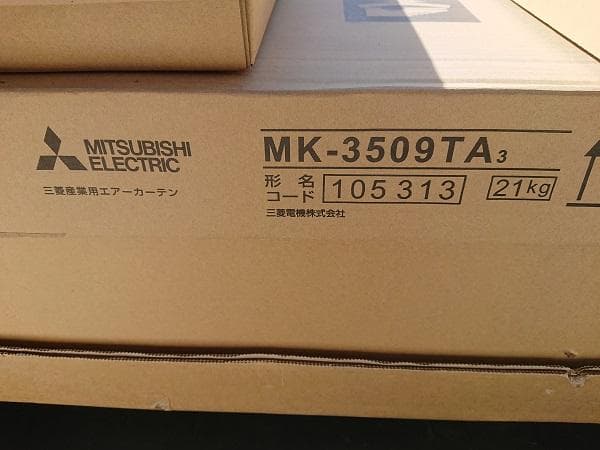 MITSUBISHI
ELECTRIC
三菱産業用エアーカーテン
MK-3509TA3
形名
コード 105 313 21kg
三菱電機株式会社